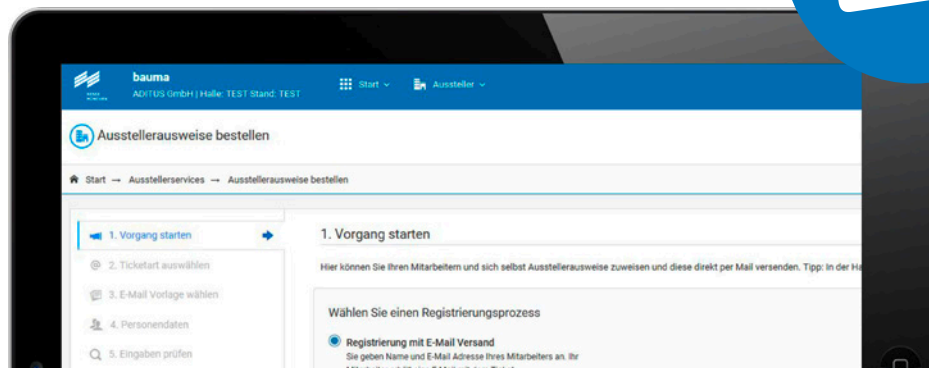 bauma
ADITUS GmbH | Halle: TEST Stand: TEST
Start
Aussteller
Ausstellerausweise bestellen
Start → Ausstellerservices → Ausstellerausweise bestellen
1. Vorgang starten
2. Ticketart auswählen
3. E-Mail Vorlage wählen
4. Personendaten
5. Eingaben prüfen
1. Vorgang starten
Hier können Sie Ihren Mitarbeitern und sich selbst Ausstellerausweise zuweisen und diese direkt per Mail versenden. Tipp: In der
Wählen Sie einen Registrierungsprozess
Registrierung mit E-Mail Versand
Sie geben Name und E-Mail Adresse Ihres Mitarbeiters an. Ihr